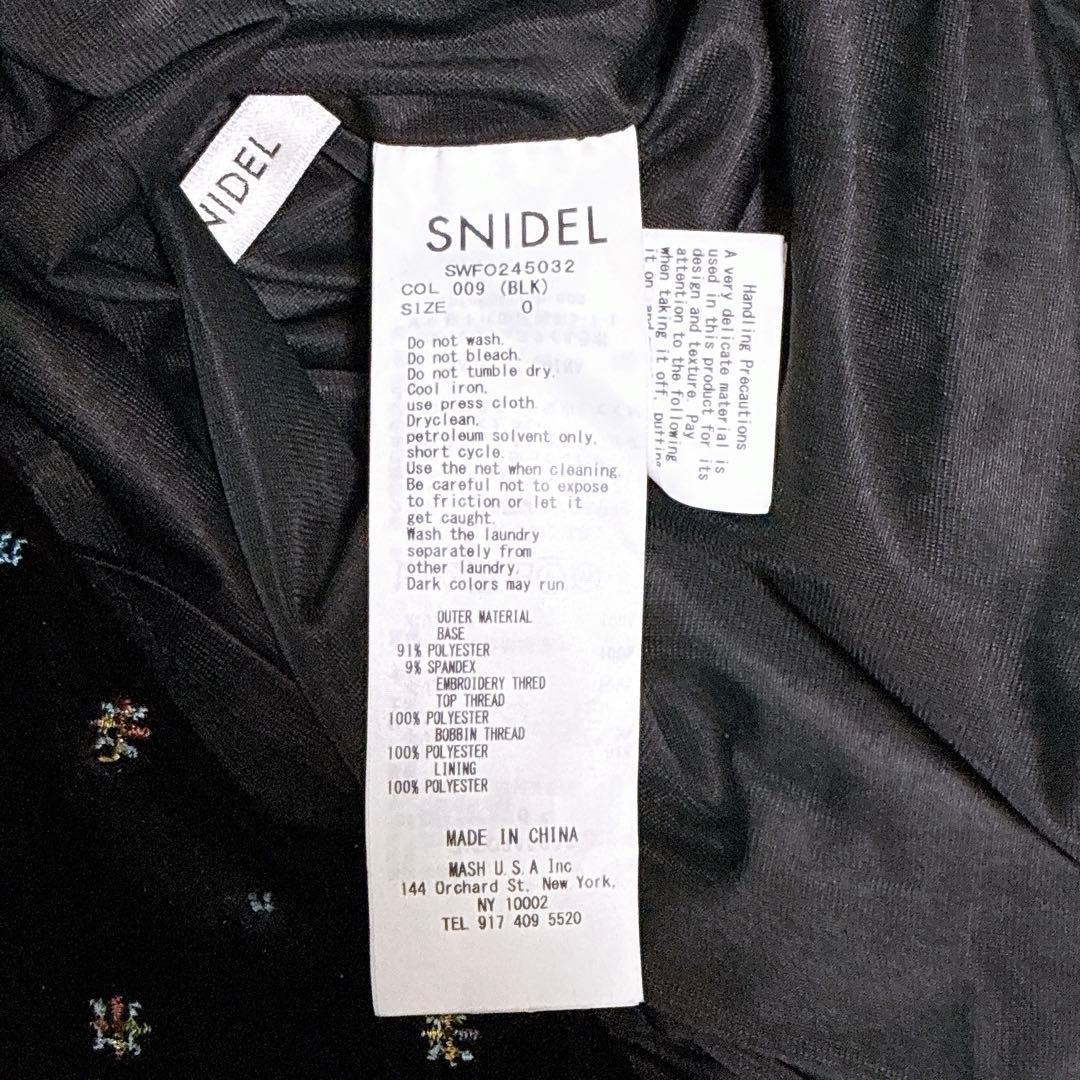 NIDEL
SNIDEL
SWFO245032
COL 009 (BLK)
SIZE 0
Do not wash.
Do not bleach.
Do not tumble dry.
Cool iron.
use press cloth.
Dryclean.
petroleum solvent only.
short cycle.
Use the net when cleaning.
Be careful not to expose
to friction or let it
get caught.
Wash the laundry
separately from
other laundry.
Dark colors may run.
OUTER MATERIAL
BASE
91% POLYESTER
9% SPANDEX
EMBROIDERY THRED
TOP THREAD
100% POLYESTER
BOBBIN THREAD
100% POLYESTER
LINING
100% POLYESTER
MADE IN CHINA
MASH U.S.A Inc
144 Orchard St. New York,
NY 10002
TEL 917 409 5520
Handling Precautions
A very delicate material is
used in this product for its
design and texture. Pay
attention to the following
when taking it off, putting
it on and